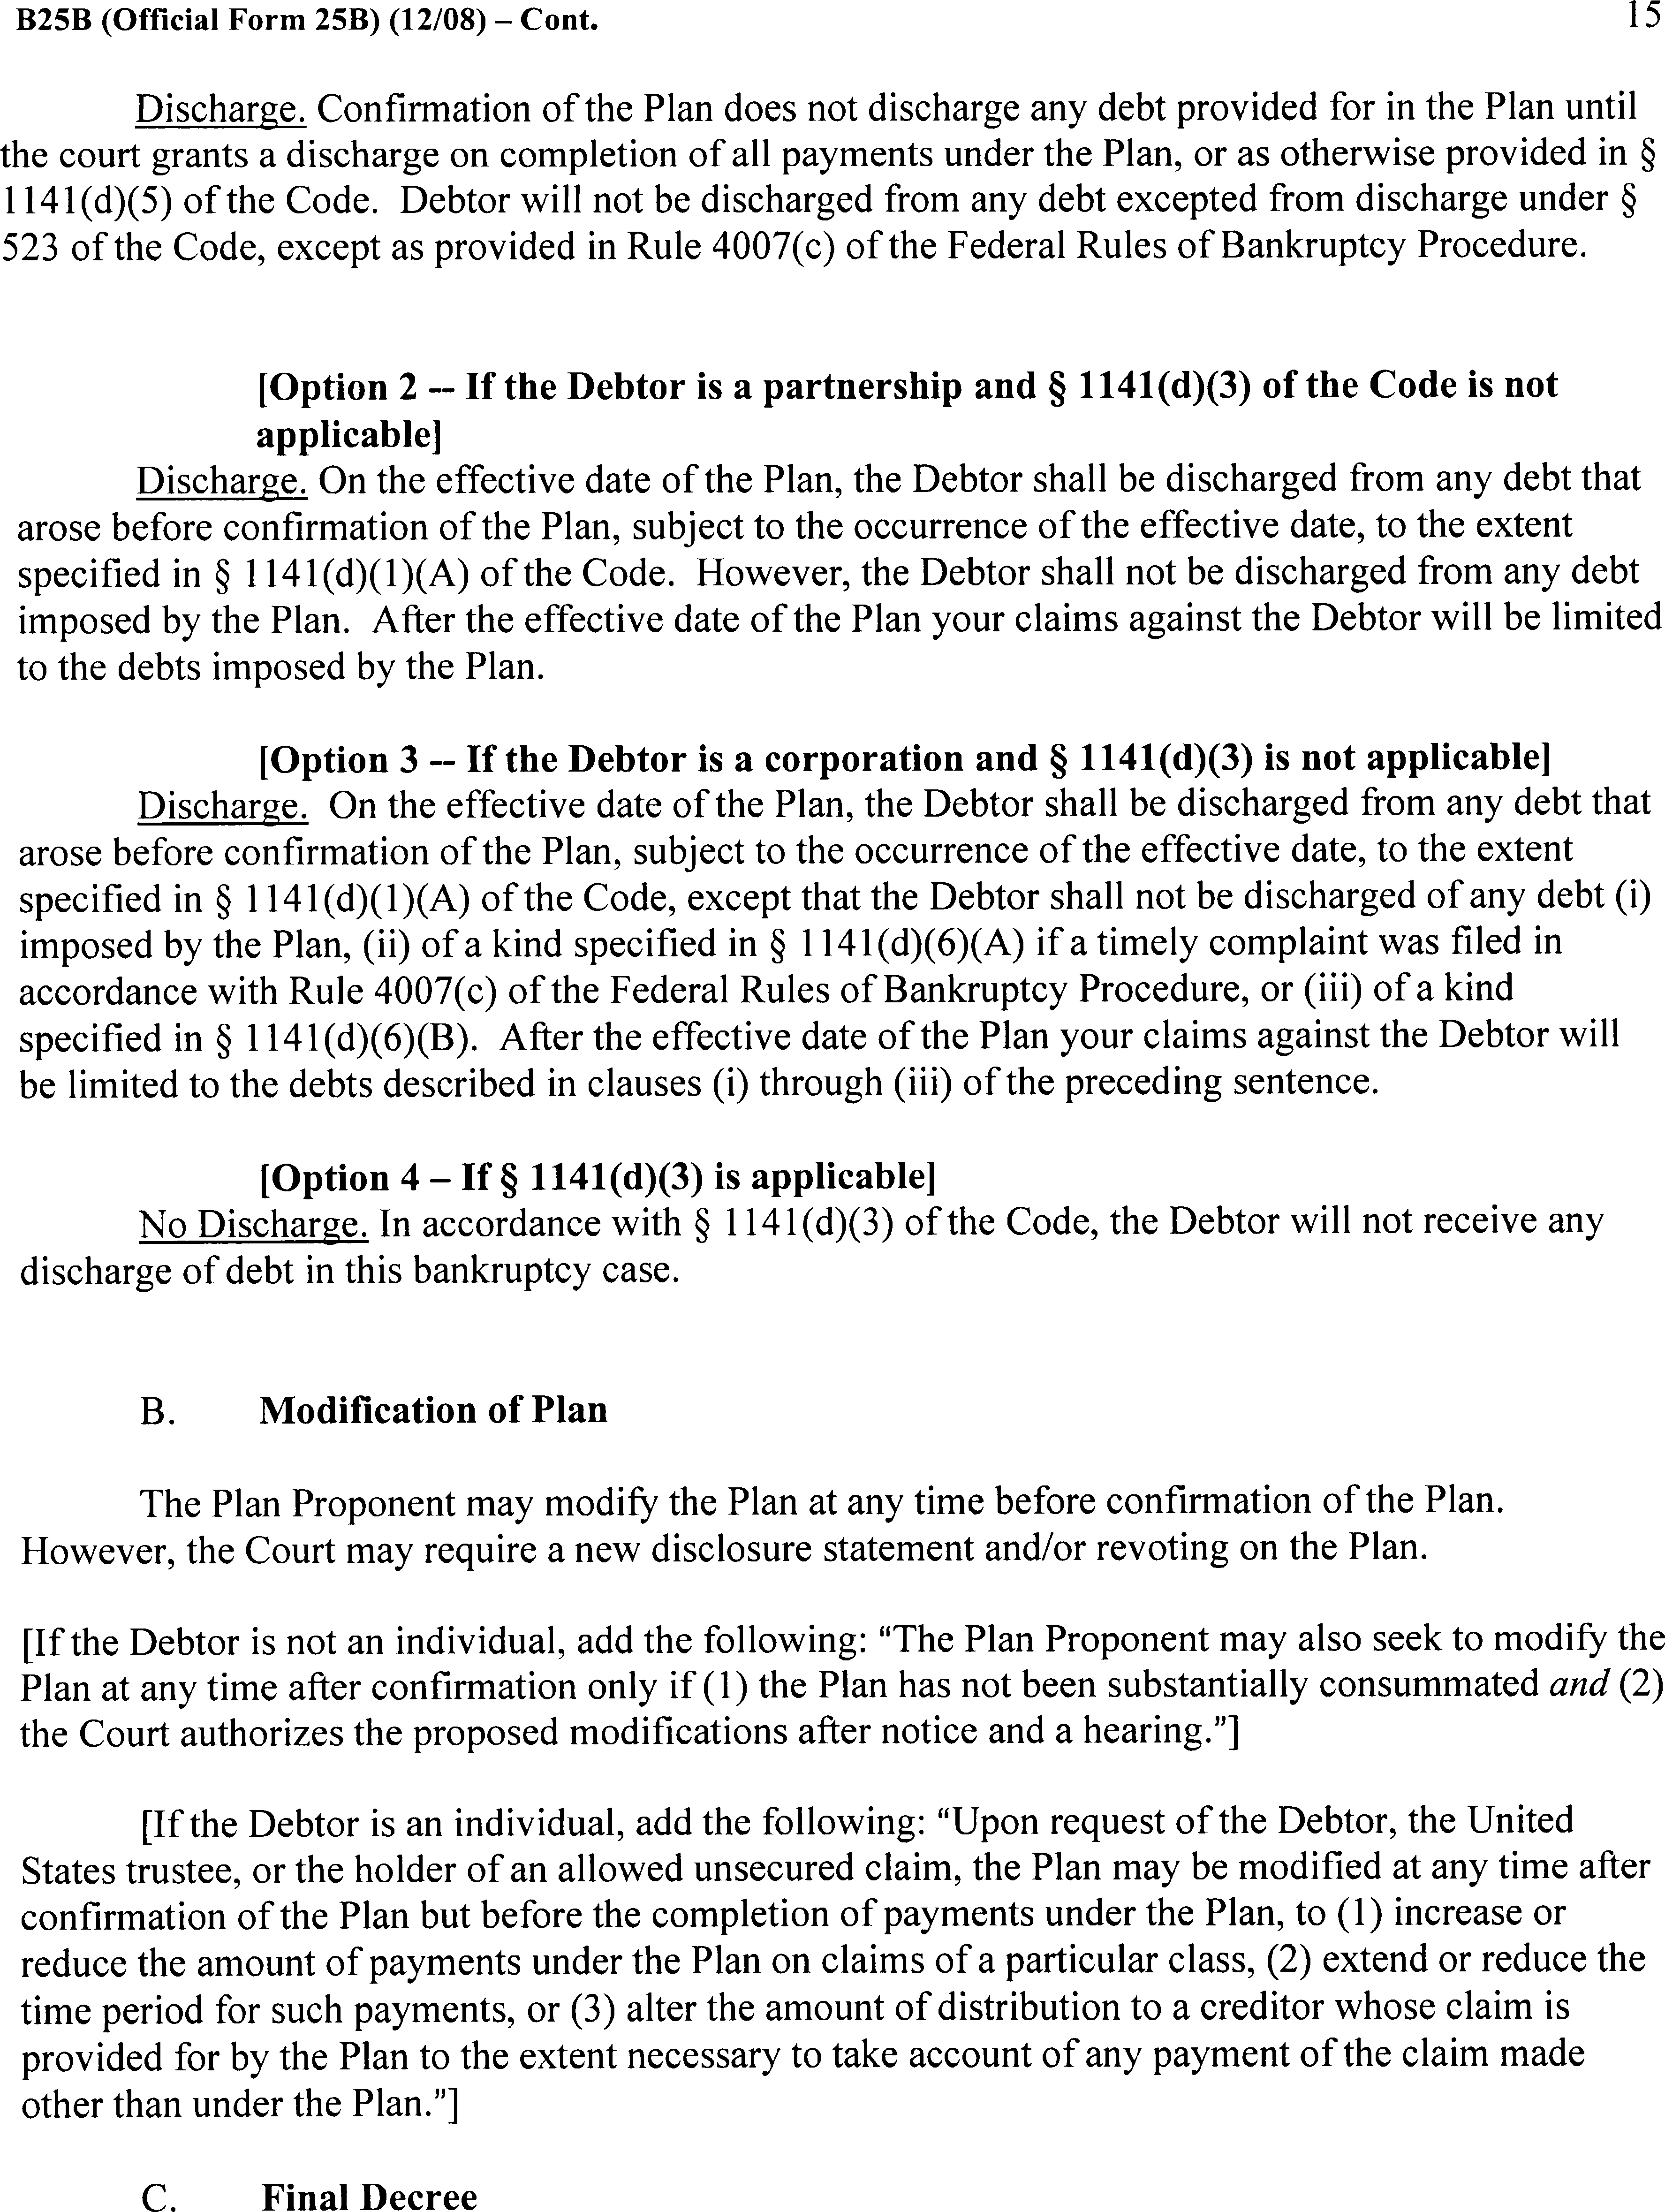 B25B (Official Form 25B) (12/08) – Cont. 15
Discharge. Confirmation of the Plan does not discharge any debt provided for in the Plan until
the court grants a discharge on completion of all payments under the Plan, or as otherwise provided in §
1141(d)(5) of the Code. Debtor will not be discharged from any debt excepted from discharge under §
523 of the Code, except as provided in Rule 4007(c) of the Federal Rules of Bankruptcy Procedure.
[Option 2 -- If the Debtor is a partnership and § 1141(d)(3) of the Code is not
applicable]
Discharge. On the effective date of the Plan, the Debtor shall be discharged from any debt that
arose before confirmation of the Plan, subject to the occurrence of the effective date, to the extent
specified in § 1141(d)(1)(A) of the Code. However, the Debtor shall not be discharged from any debt
imposed by the Plan. After the effective date of the Plan your claims against the Debtor will be limited
to the debts imposed by the Plan.
[Option 3 -- If the Debtor is a corporation and § 1141(d)(3) is not applicable]
Discharge. On the effective date of the Plan, the Debtor shall be discharged from any debt that
arose before confirmation of the Plan, subject to the occurrence of the effective date, to the extent
specified in § 1141(d)(1)(A) of the Code, except that the Debtor shall not be discharged of any debt (i)
imposed by the Plan, (ii) of a kind specified in § 1141(d)(6)(A) if a timely complaint was filed in
accordance with Rule 4007(c) of the Federal Rules of Bankruptcy Procedure, or (iii) of a kind
specified in § 1141(d)(6)(B). After the effective date of the Plan your claims against the Debtor will
be limited to the debts described in clauses (i) through (iii) of the preceding sentence.
[Option 4 – If § 1141(d)(3) is applicable]
No Discharge. In accordance with § 1141(d)(3) of the Code, the Debtor will not receive any
discharge of debt in this bankruptcy case.
B. Modification of Plan
The Plan Proponent may modify the Plan at any time before confirmation of the Plan.
However, the Court may require a new disclosure statement and/or revoting on the Plan.
[If the Debtor is not an individual, add the following: “The Plan Proponent may also seek to modify the
Plan at any time after confirmation only if (1) the Plan has not been substantially consummated and (2)
the Court authorizes the proposed modifications after notice and a hearing.”]
[If the Debtor is an individual, add the following: “Upon request of the Debtor, the United
States trustee, or the holder of an allowed unsecured claim, the Plan may be modified at any time after
confirmation of the Plan but before the completion of payments under the Plan, to (1) increase or
reduce the amount of payments under the Plan on claims of a particular class, (2) extend or reduce the
time period for such payments, or (3) alter the amount of distribution to a creditor whose claim is
provided for by the Plan to the extent necessary to take account of any payment of the claim made
other than under the Plan.”]
C. Final Decree